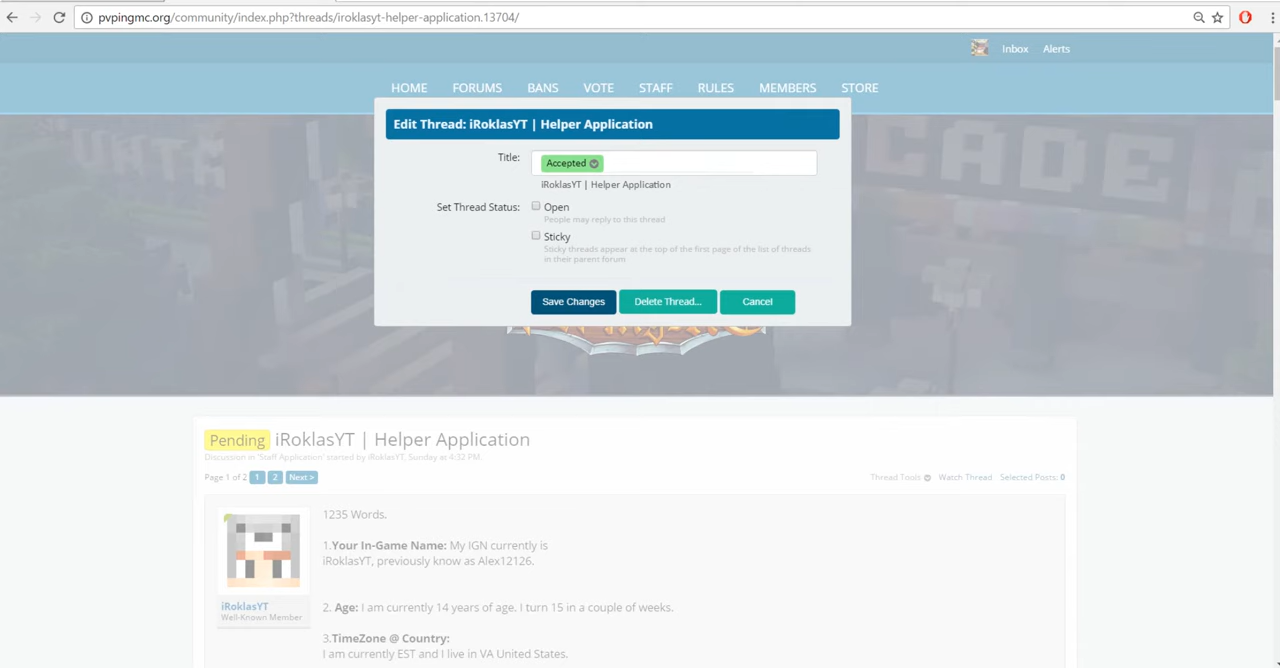 pvpingmc.org/community/index.php?threads/iroklasyt-helper-application.13704/
Inbox Alerts
HOME FORUMS BANS VOTE STAFF RULES MEMBERS STORE
Edit Thread: iRoklasYT | Helper Application
Title: Accepted
iRoklasYT | Helper Application
Set Thread Status: Open
People may reply to this thread
Sticky
Sticky threads appear at the top of the first page of the list of threads
in their parent forum
Save Changes Delete Thread... Cancel
CADE
Pending iRoklasYT | Helper Application
Discussion in 'Staff Application' started by iRoklasYT, Sunday at 4:32 PM.
Page 1 of 2 1 2 Next > Thread Tools Watch Thread Selected Posts: 0
1235 Words.
1.Your In-Game Name: My IGN currently is
iRoklasYT, previously know as Alex12126.
iRoklasYT
Well-Known Member
2. Age: I am currently 14 years of age. I turn 15 in a couple of weeks.
3.TimeZone @ Country:
I am currently EST and I live in VA United States.